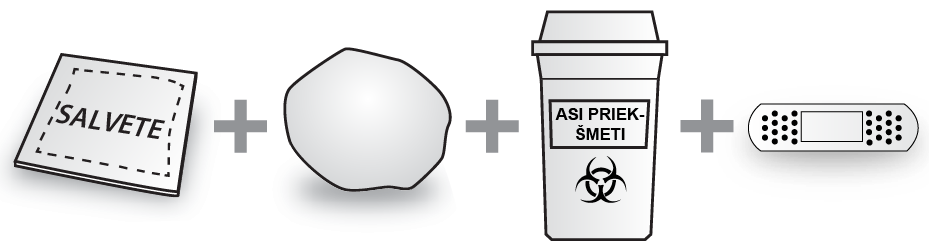 SALVETE
ASI PRIEK-
ŠMETI